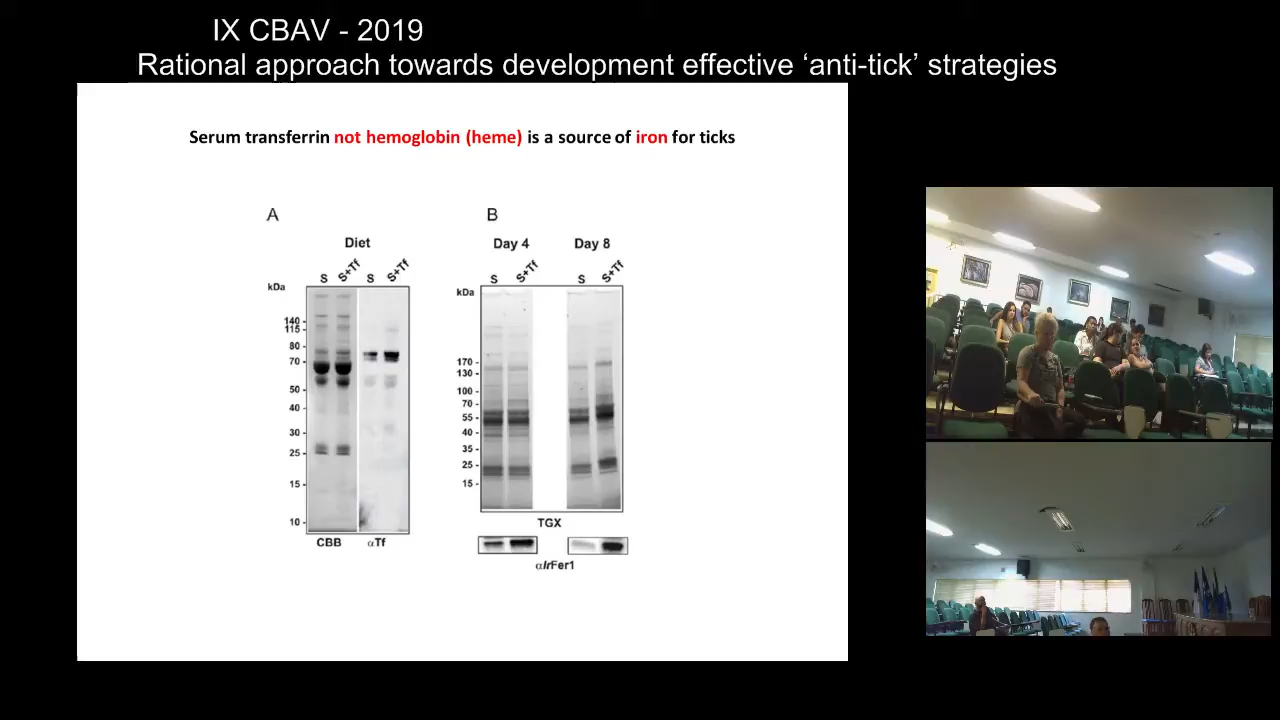 IX CBAV - 2019
Rational approach towards development effective ‘anti-tick’ strategies
Serum transferrin not hemoglobin (heme) is a source of iron for ticks
A
Diet
S S+Tf S S+Tf
kDa
140 -
115 -
80 -
70 -
50 -
40 -
30 -
25 -
15 -
10 -
CBB αTf
B
Day 4 Day 8
S S+Tf S S+Tf
kDa
170 -
130 -
100 -
70 -
55 -
40 -
35 -
25 -
15 -
TGX
αIrFer1